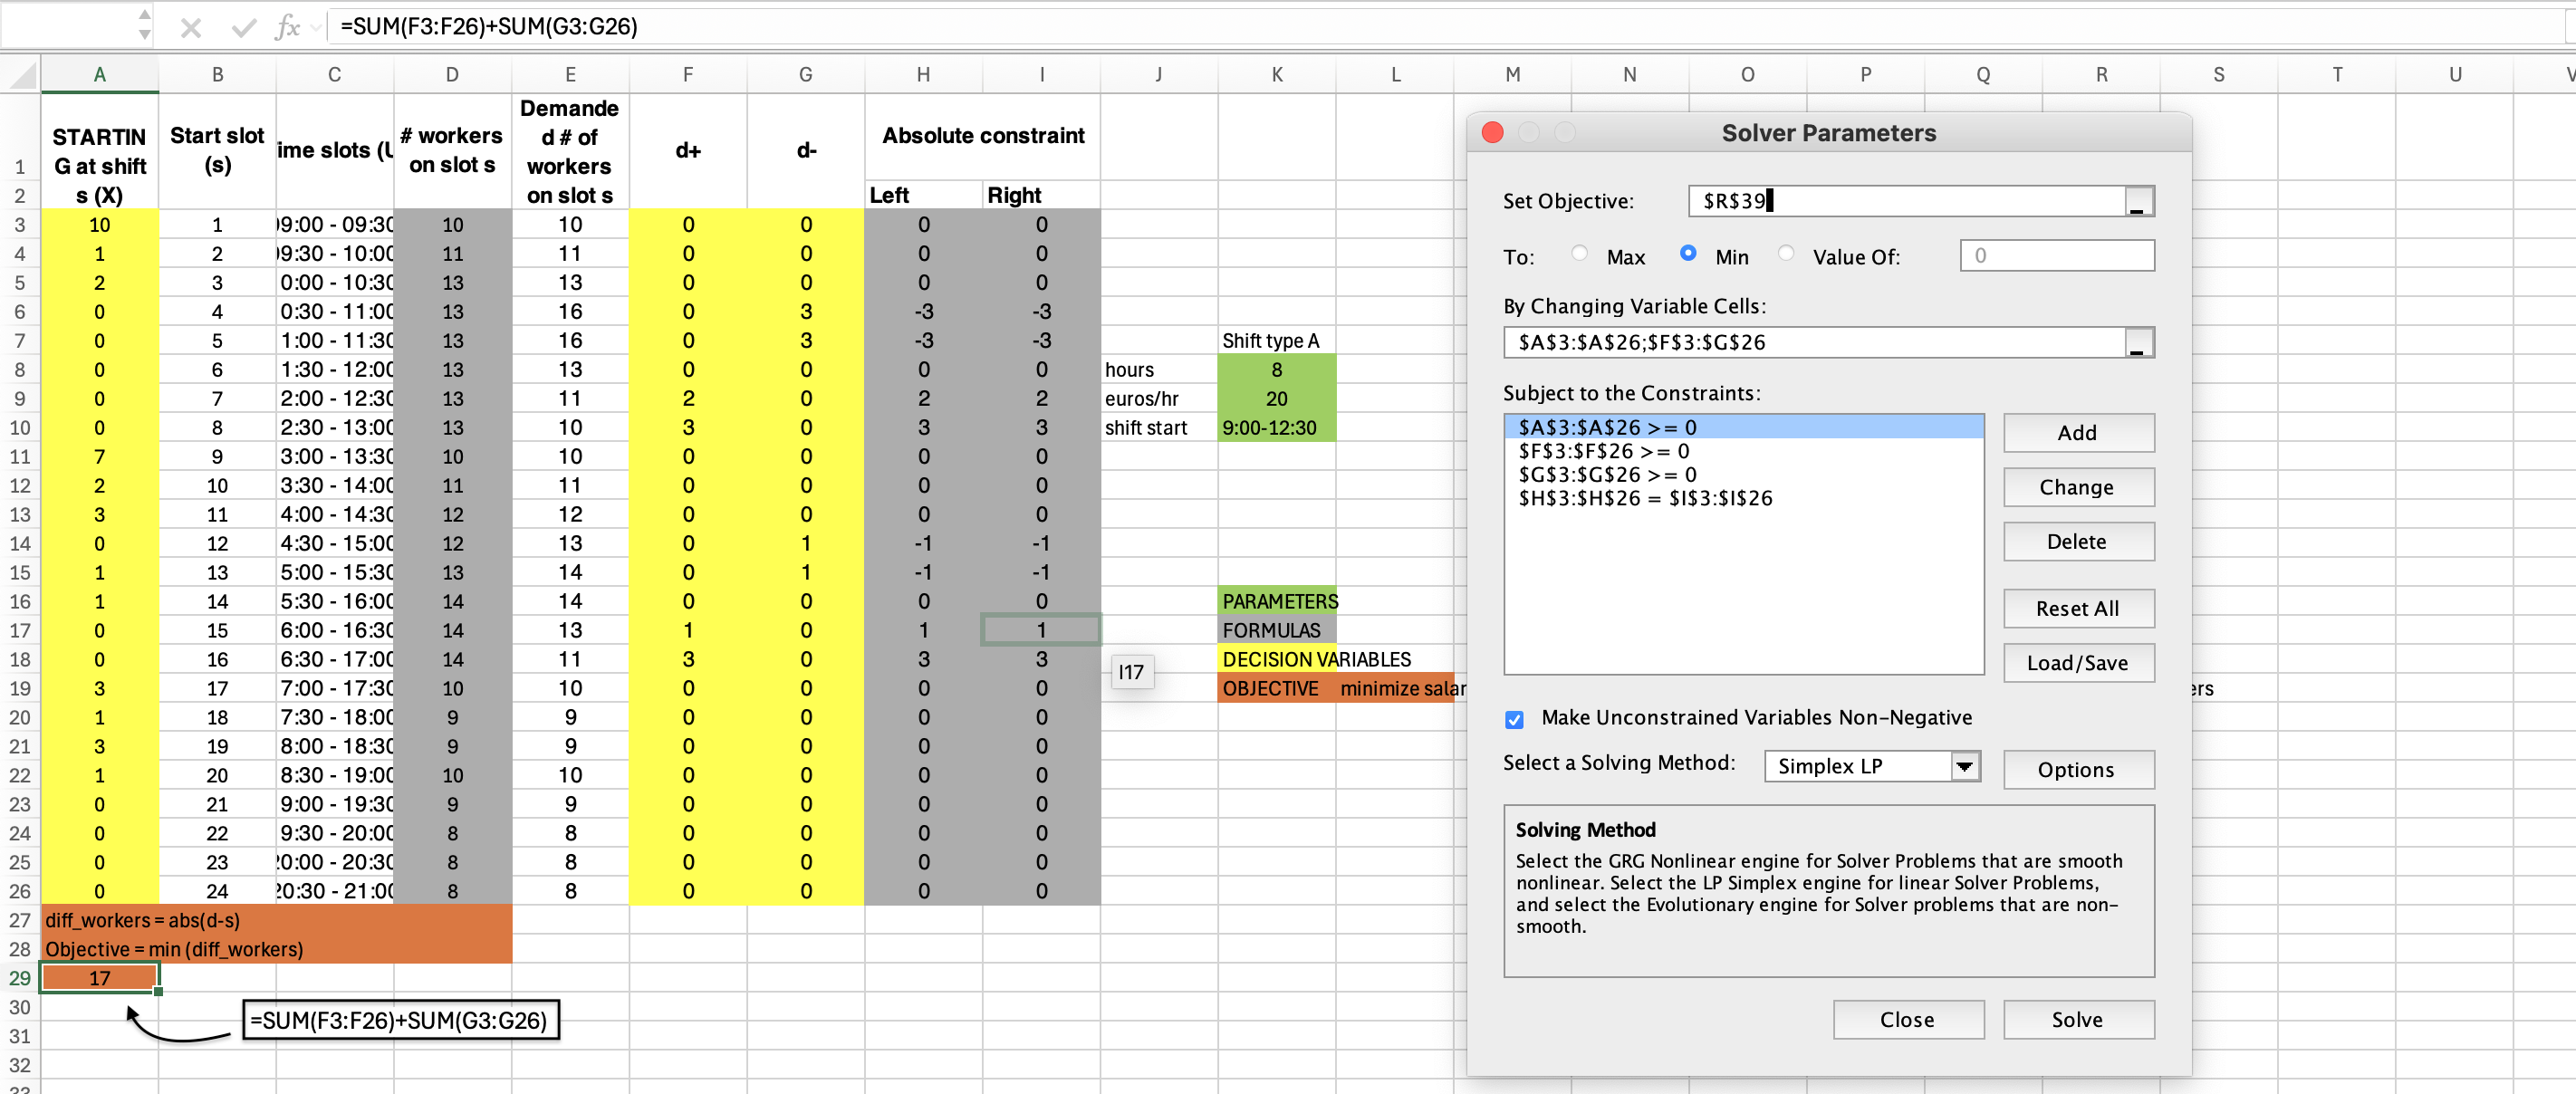 fx =SUM(F3:F26)+SUM(G3:G26)
A B C D E F G H I J K L M N O P Q R S T U V
1 STARTIN G at shift s (X) Start slot (s) ime slots (U # workers on slot s Demande d # of workers on slot s d+ d- Absolute constraint
2 Left Right
3 10 1 09:00 - 09:30 10 10 0 0 0 0
4 1 2 09:30 - 10:00 11 11 0 0 0 0
5 2 3 0:00 - 10:30 13 13 0 0 0 0
6 0 4 0:30 - 11:00 13 16 0 3 -3 -3
7 0 5 1:00 - 11:30 13 16 0 3 -3 -3 Shift type A
8 0 6 1:30 - 12:00 13 13 0 0 0 0 hours 8
9 0 7 2:00 - 12:30 13 11 2 0 2 2 euros/hr 20
10 0 8 2:30 - 13:00 13 10 3 0 3 3 shift start 9:00-12:30
11 7 9 3:00 - 13:30 10 10 0 0 0 0
12 2 10 3:30 - 14:00 11 11 0 0 0 0
13 3 11 4:00 - 14:30 12 12 0 0 0 0
14 0 12 4:30 - 15:00 12 13 0 1 -1 -1
15 1 13 5:00 - 15:30 13 14 0 1 -1 -1
16 1 14 5:30 - 16:00 14 14 0 0 0 0 PARAMETERS
17 0 15 6:00 - 16:30 14 13 1 0 1 1 FORMULAS
18 0 16 6:30 - 17:00 14 11 3 0 3 3 I17 DECISION VARIABLES
19 3 17 7:00 - 17:30 10 10 0 0 0 0 OBJECTIVE minimize salar ers
20 1 18 7:30 - 18:00 9 9 0 0 0 0
21 3 19 8:00 - 18:30 9 9 0 0 0 0
22 1 20 8:30 - 19:00 10 10 0 0 0 0
23 0 21 9:00 - 19:30 9 9 0 0 0 0
24 0 22 9:30 - 20:00 8 8 0 0 0 0
25 0 23 20:00 - 20:30 8 8 0 0 0 0
26 0 24 20:30 - 21:00 8 8 0 0 0 0
27 diff_workers = abs(d-s)
28 Objective = min (diff_workers)
29 17
30
=SUM(F3:F26)+SUM(G3:G26)
31
32
Solver Parameters
Set Objective: $R$39
To: Max Min Value Of: 0
By Changing Variable Cells:
$A$3:$A$26;$F$3:$G$26
Subject to the Constraints:
$A$3:$A$26 >= 0
$F$3:$F$26 >= 0
$G$3:$G$26 >= 0
$H$3:$H$26 = $I$3:$I$26
Add
Change
Delete
Reset All
Load/Save
Make Unconstrained Variables Non-Negative
Select a Solving Method: Simplex LP Options
Solving Method
Select the GRG Nonlinear engine for Solver Problems that are smooth
nonlinear. Select the LP Simplex engine for linear Solver Problems,
and select the Evolutionary engine for Solver problems that are non-
smooth.
Close Solve